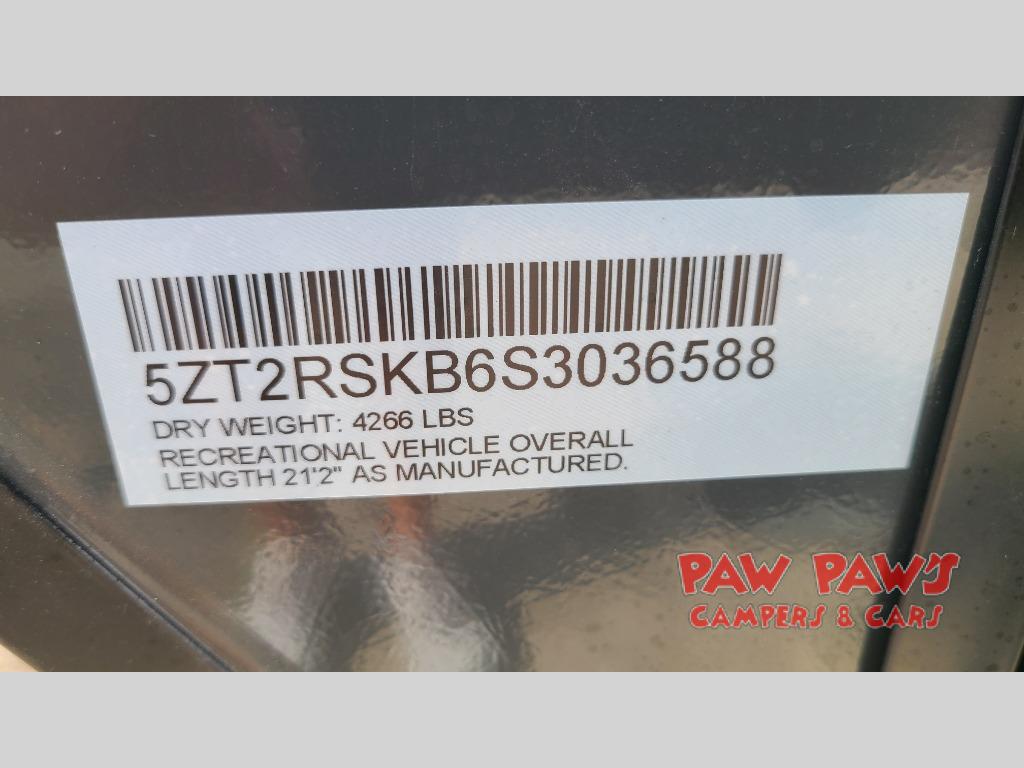 5ZT2RSKB6S3036588
DRY WEIGHT: 4266 LBS
RECREATIONAL VEHICLE OVERALL
LENGTH 21'2" AS MANUFACTURED.
PAW PAW'S
CAMPERS & CARS